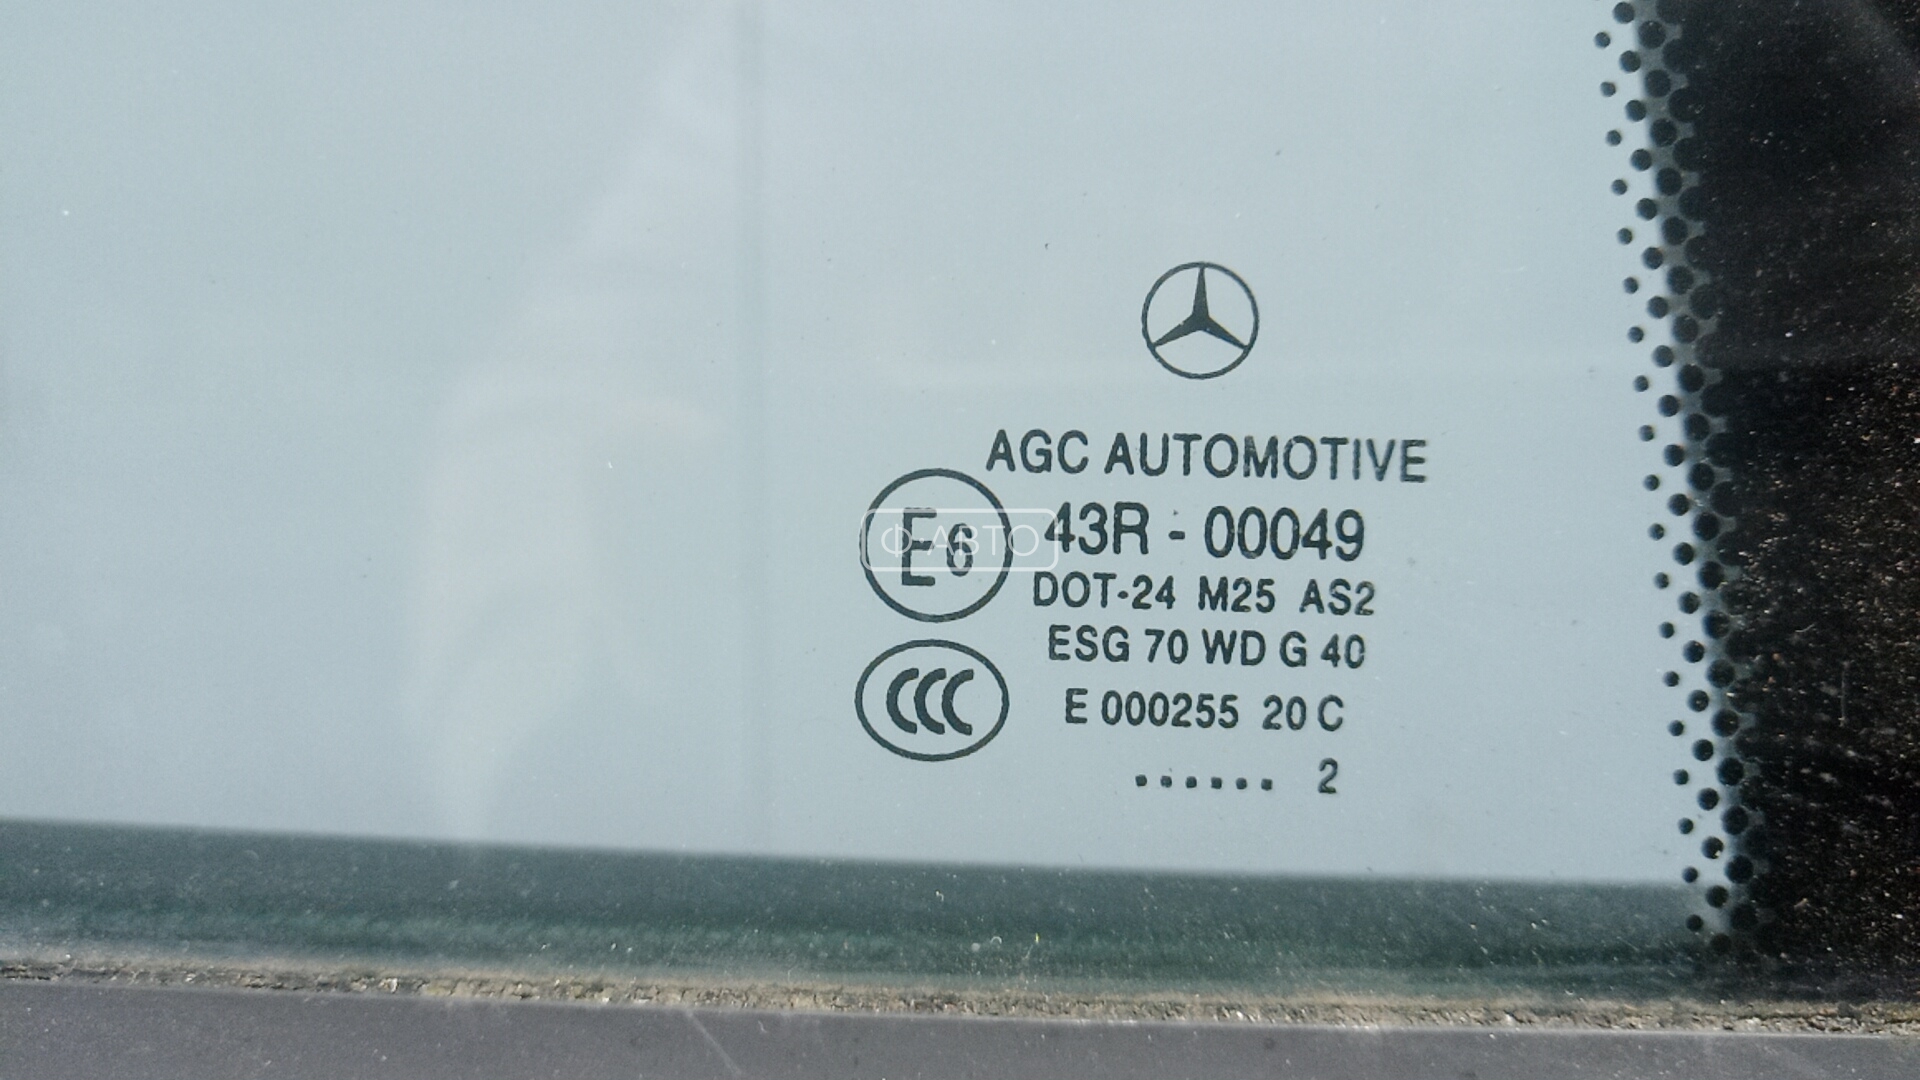 AGC AUTOMOTIVE
E6 43R - 00049
Ф-АВТО
DOT-24 M25 AS2
ESG 70 WD G 40
CCC
E 000255 20 C
...... 2